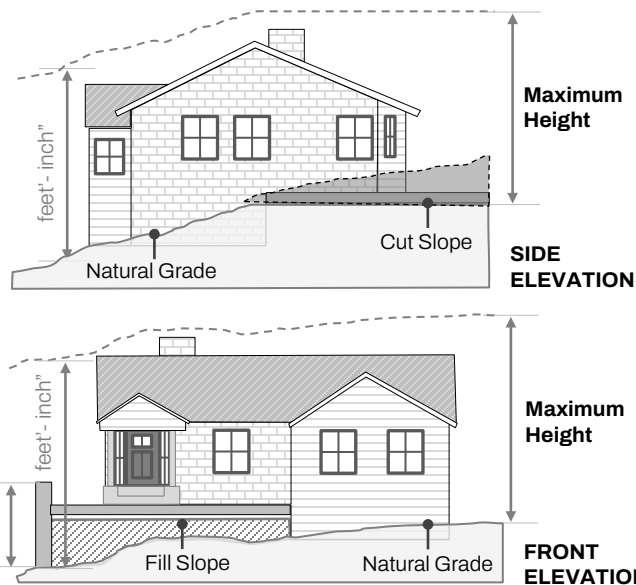 Maximum
Height
feet' - inch"
Cut Slope
Natural Grade
SIDE
ELEVATION
Maximum
Height
feet' - inch"
Fill Slope
Natural Grade
FRONT
ELEVATION